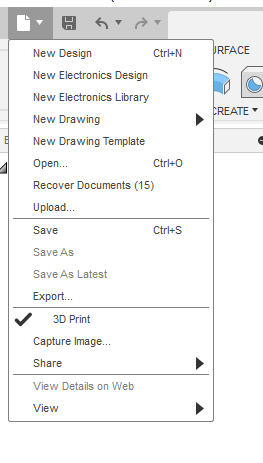 New Design Ctrl+N
New Electronics Design
New Electronics Library
New Drawing
New Drawing Template
Open... Ctrl+O
Recover Documents (15)
Upload...
Save Ctrl+S
Save As
Save As Latest
Export...
3D Print
Capture Image...
Share
View Details on Web
View
URFACE
CREATE